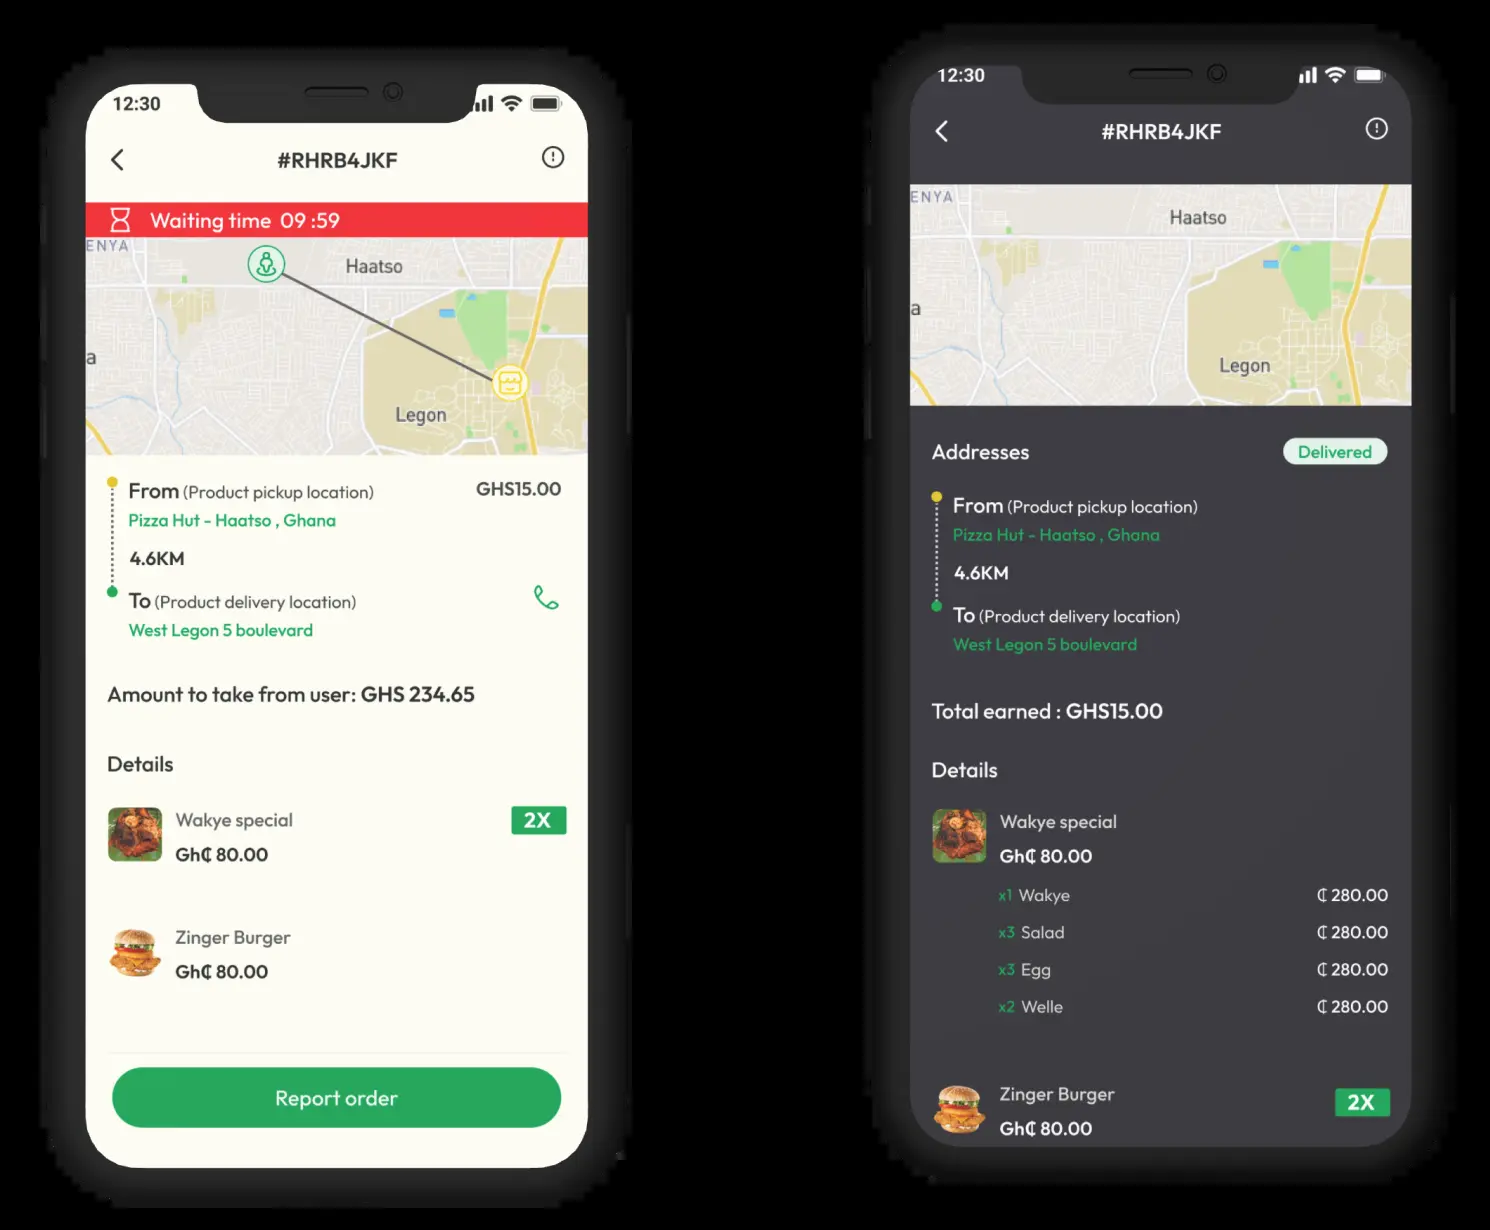 12:30
#RHRB4JKF
Waiting time 09 :59
ENYA
Haatso
a
Legon
From (Product pickup location) GHS15.00
Pizza Hut - Haatso , Ghana
4.6KM
To (Product delivery location)
West Legon 5 boulevard
Amount to take from user: GHS 234.65
Details
Wakye special 2X
Gh₵ 80.00
Zinger Burger
Gh₵ 80.00
Report order
12:30
#RHRB4JKF
ENYA
Haatso
a
Legon
Addresses Delivered
From (Product pickup location)
Pizza Hut - Haatso , Ghana
4.6KM
To (Product delivery location)
West Legon 5 boulevard
Total earned : GHS15.00
Details
Wakye special
Gh₵ 80.00
x1 Wakye ₵ 280.00
x3 Salad ₵ 280.00
x3 Egg ₵ 280.00
x2 Welle ₵ 280.00
Zinger Burger 2X
Gh₵ 80.00